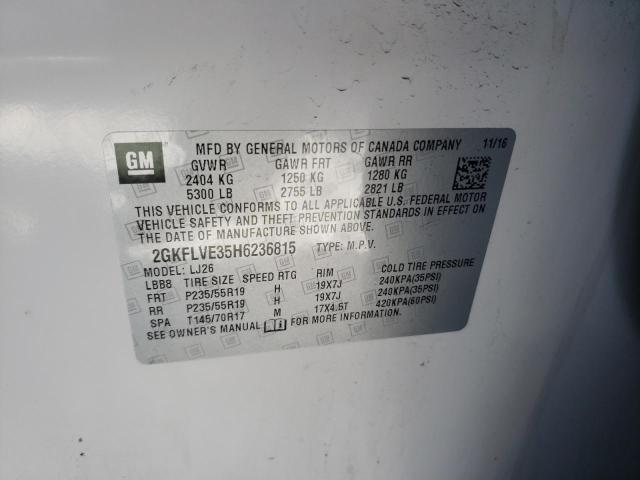 GM
MFD BY GENERAL MOTORS OF CANADA COMPANY 11/16
GVWR GAWR FRT GAWR RR
2404 KG 1250 KG 1280 KG
5300 LB 2755 LB 2821 LB
THIS VEHICLE CONFORMS TO ALL APPLICABLE U.S. FEDERAL MOTOR
VEHICLE SAFETY AND THEFT PREVENTION STANDARDS IN EFFECT ON
THE DATE OF MANUFACTURE SHOWN ABOVE.
2GKFLVE35H6236815 TYPE: M.P.V.
MODEL: LJ26
LBB8 TIRE SIZE SPEED RTG RIM COLD TIRE PRESSURE
FRT P235/55R19 H 19X7J 240KPA(35PSI)
RR P235/55R19 H 19X7J 240KPA(35PSI)
SPA T145/70R17 M 17X4.5T 420KPA(60PSI)
SEE OWNER'S MANUAL FOR MORE INFORMATION.